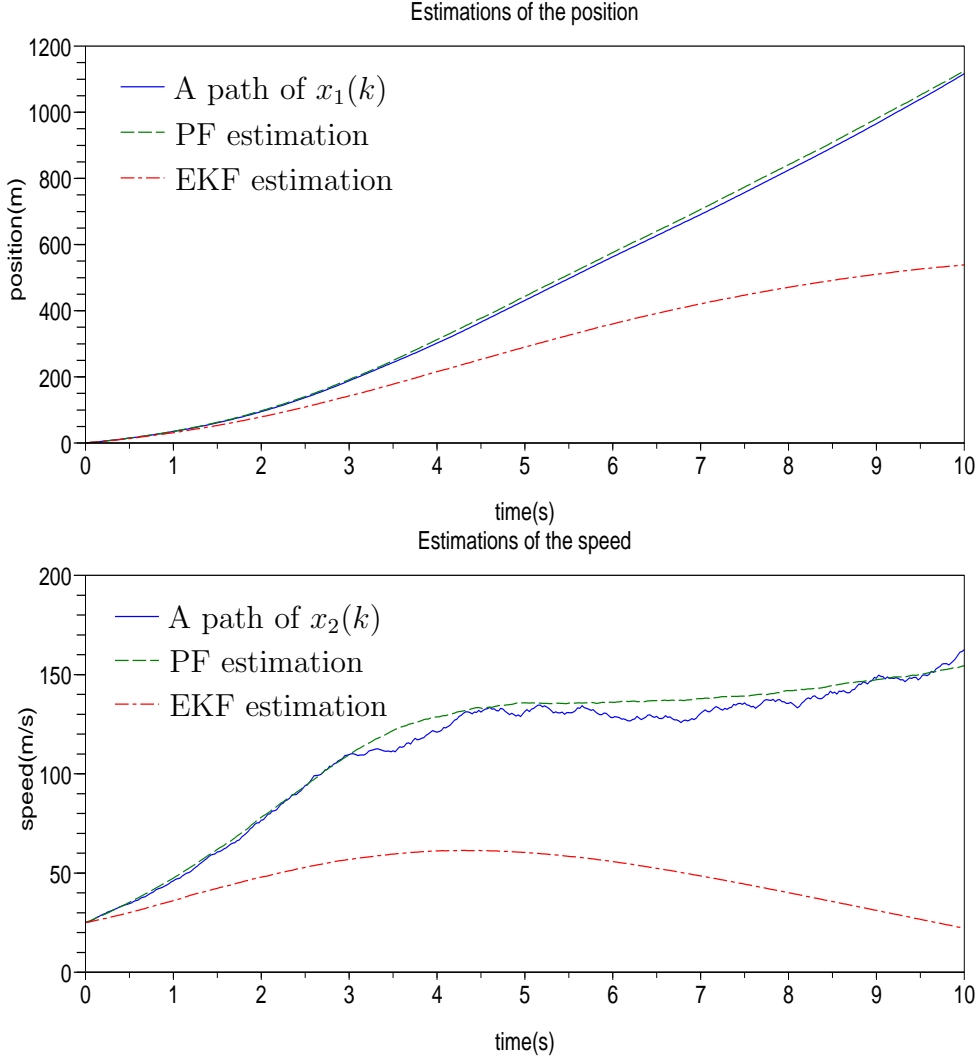 Estimations of the position
1200
1000
800
600
400
200
0
position(m)
A path of x₁(k)
PF estimation
EKF estimation
0 1 2 3 4 5 6 7 8 9 10
time(s)
Estimations of the speed
200
150
100
50
0
speed(m/s)
A path of x₂(k)
PF estimation
EKF estimation
0 1 2 3 4 5 6 7 8 9 10
time(s)